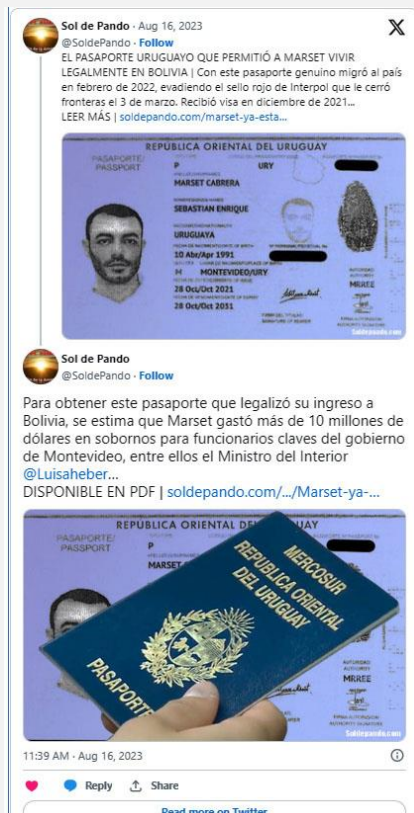 Sol de Pando · Aug 16, 2023
@SoldePando · Follow
EL PASAPORTE URUGUAYO QUE PERMITIÓ A MARSET VIVIR
LEGALMENTE EN BOLIVIA | Con este pasaporte genuino migró al país
en febrero de 2022, evadiendo el sello rojo de Interpol que le cerró
fronteras el 3 de marzo. Recibió visa en diciembre de 2021...
LEER MÁS | soldepando.com/marset-ya-esta...
REPÚBLICA ORIENTAL DEL URUGUAY
PASAPORTE/
PASSPORT
P
URY
MARSET CABRERA
SEBASTIAN ENRIQUE
URUGUAYA
10 Abr/Apr 1991
M MONTEVIDEO/URY
28 Oct/Oct 2021
28 Oct/Oct 2031
MRREE
Soldepando.com
Sol de Pando
@SoldePando · Follow
Para obtener este pasaporte que legalizó su ingreso a
Bolivia, se estima que Marset gastó más de 10 millones de
dólares en sobornos para funcionarios claves del gobierno
de Montevideo, entre ellos el Ministro del Interior
@Luisaheber...
DISPONIBLE EN PDF | soldepando.com/.../Marset-ya-...
REPÚBLICA ORIENTAL DE
UAY
PASAPORTE/
PASSPORT
P
MARSET
MERCOSUR
REPÚBLICA ORIENTAL
DEL URUGUAY
PASAPORTE
MRREE
Soldepando.com
11:39 AM · Aug 16, 2023
Reply
Share
Read more on Twitter